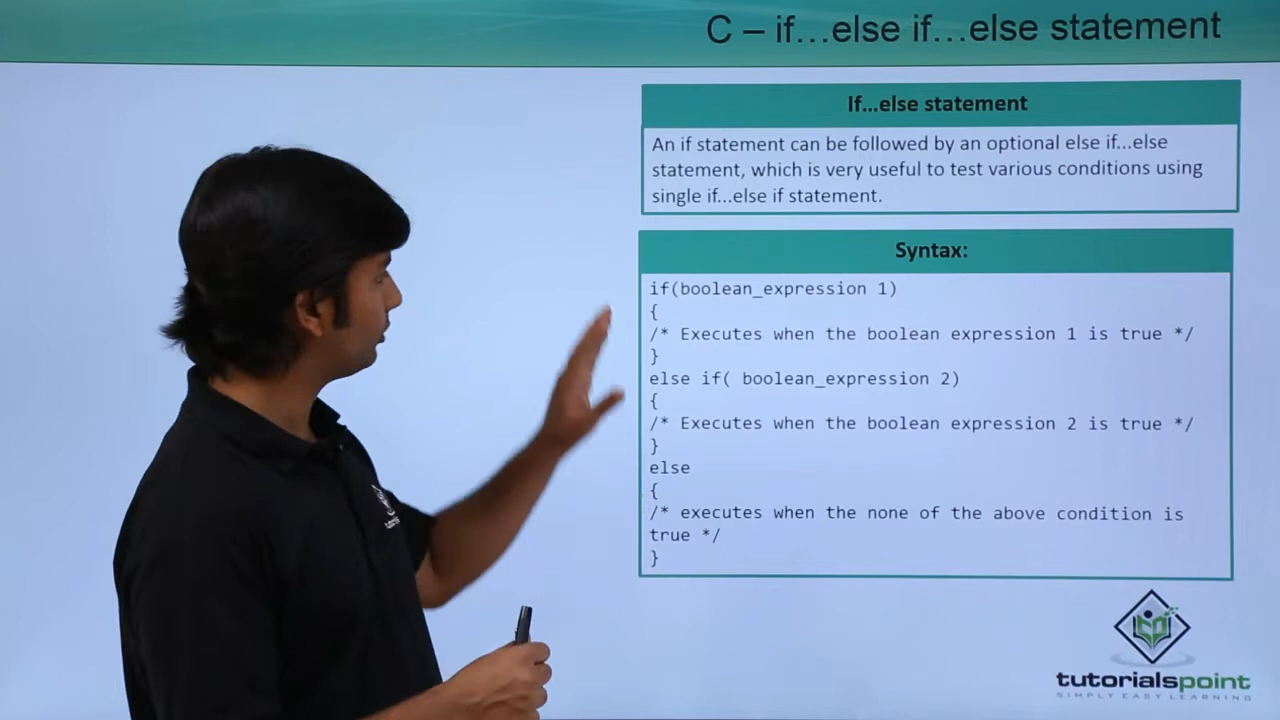 C – if...else if...else statement
If...else statement
An if statement can be followed by an optional else if...else
statement, which is very useful to test various conditions using
single if...else if statement.
Syntax:
if(boolean_expression 1)
{
/* Executes when the boolean expression 1 is true */
}
else if( boolean_expression 2)
{
/* Executes when the boolean expression 2 is true */
}
else
{
/* executes when the none of the above condition is
true */
}
tutorialspoint
SIMPLY EASY LEARNING